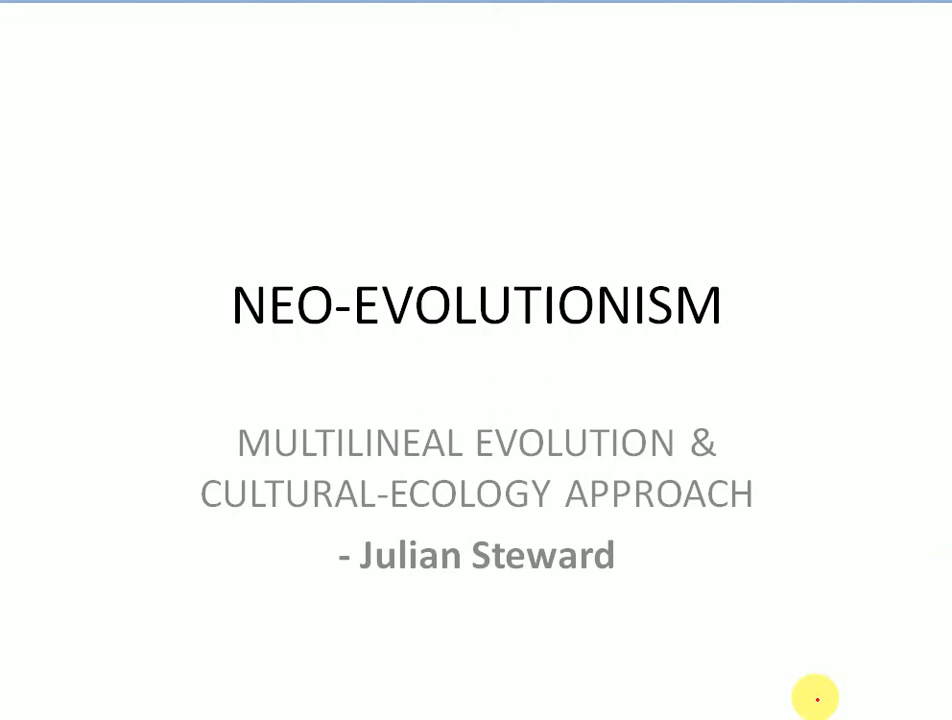 NEO-EVOLUTIONISM
MULTILINEAL EVOLUTION &
CULTURAL-ECOLOGY APPROACH
- Julian Steward